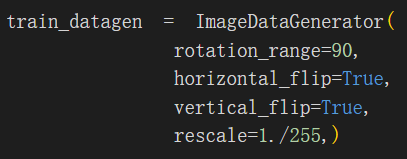 train_datagen = ImageDataGenerator(
rotation_range=90,
horizontal_flip=True,
vertical_flip=True,
rescale=1./255,)